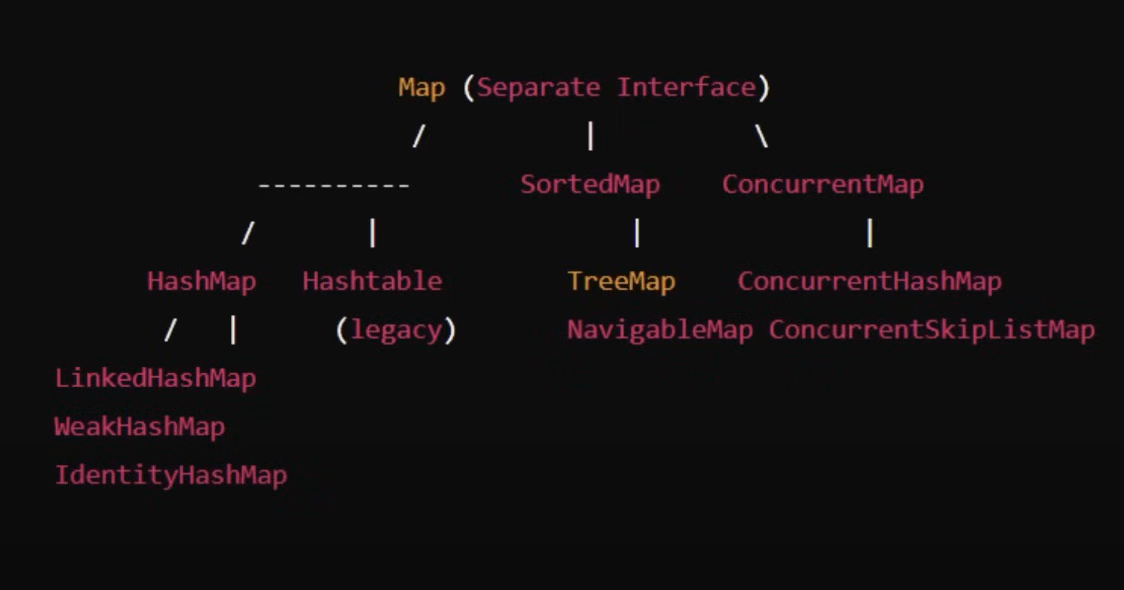 Map (Separate Interface)
/ | \
---------- SortedMap ConcurrentMap
/ | | |
HashMap Hashtable TreeMap ConcurrentHashMap
/ | (legacy) NavigableMap ConcurrentSkipListMap
LinkedHashMap
WeakHashMap
IdentityHashMap